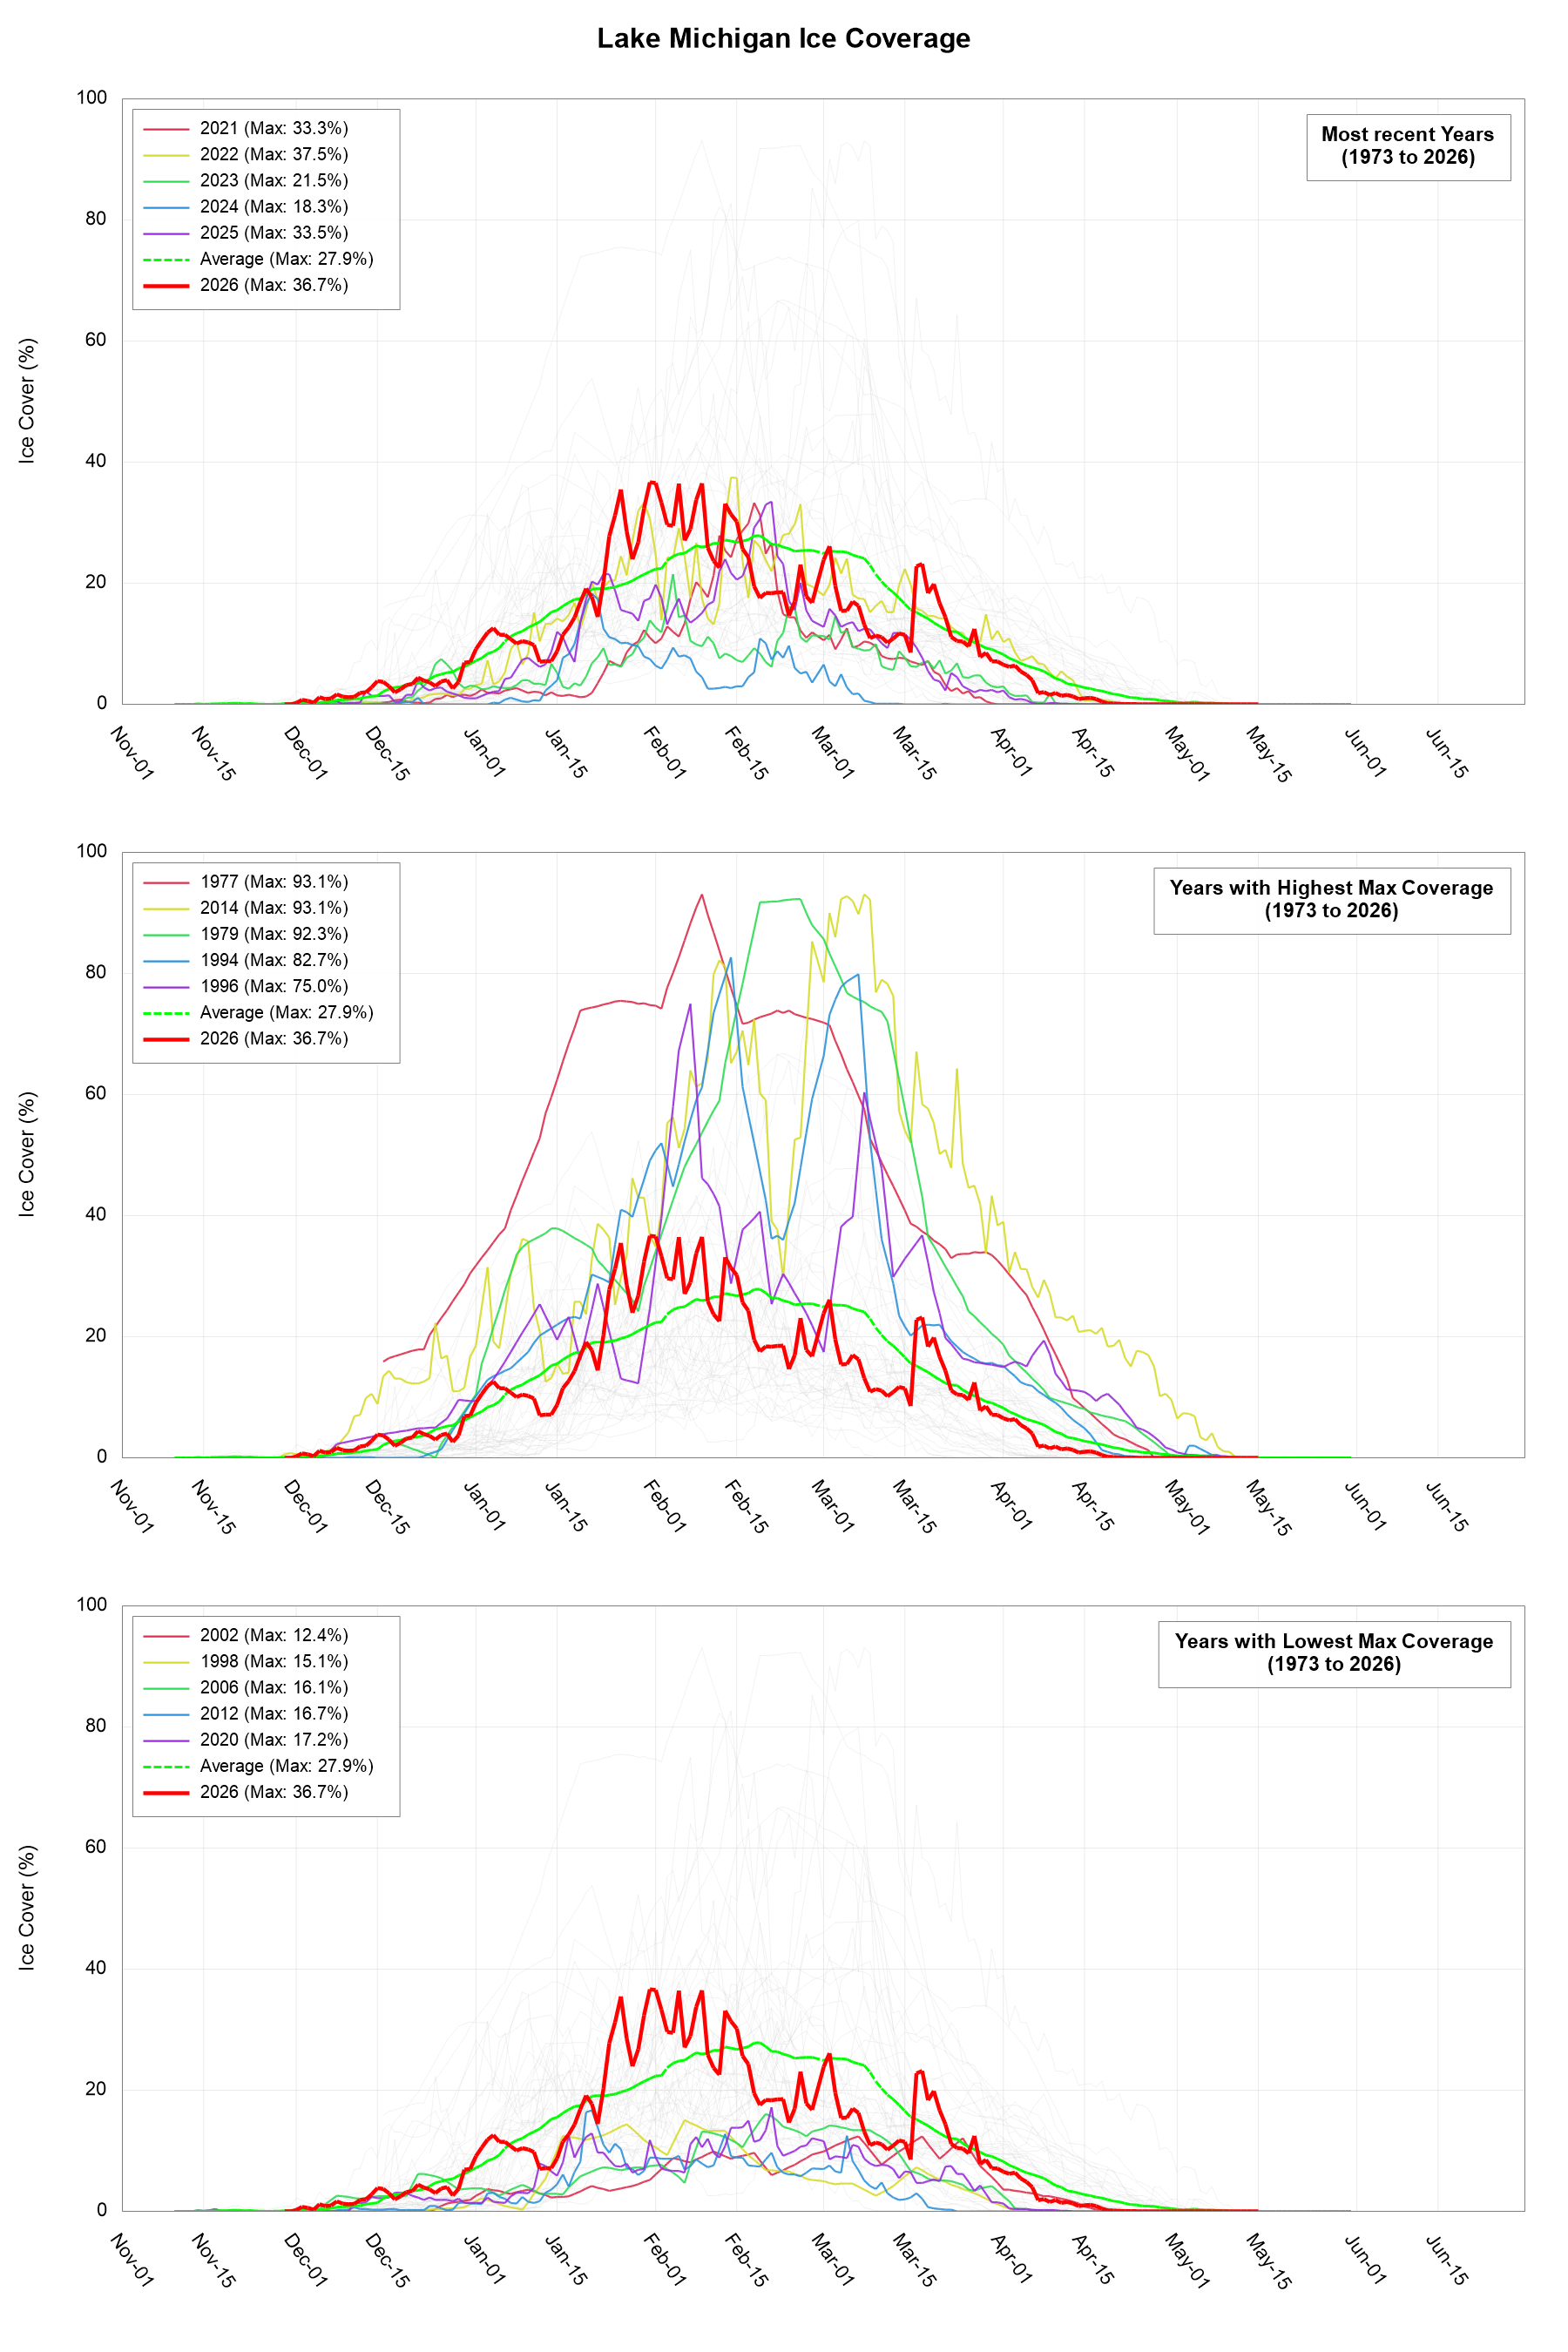 Lake Michigan Ice Coverage
100
80
60
40
20
0
Ice Cover (%)
2021 (Max: 33.3%)
2022 (Max: 37.5%)
2023 (Max: 21.5%)
2024 (Max: 18.3%)
2025 (Max: 33.5%)
Average (Max: 27.9%)
2026 (Max: 36.7%)
Most recent Years
(1973 to 2026)
Nov-01
Nov-15
Dec-01
Dec-15
Jan-01
Jan-15
Feb-01
Feb-15
Mar-01
Mar-15
Apr-01
Apr-15
May-01
May-15
Jun-01
Jun-15
100
80
60
40
20
0
Ice Cover (%)
1977 (Max: 93.1%)
2014 (Max: 93.1%)
1979 (Max: 92.3%)
1994 (Max: 82.7%)
1996 (Max: 75.0%)
Average (Max: 27.9%)
2026 (Max: 36.7%)
Years with Highest Max Coverage
(1973 to 2026)
Nov-01
Nov-15
Dec-01
Dec-15
Jan-01
Jan-15
Feb-01
Feb-15
Mar-01
Mar-15
Apr-01
Apr-15
May-01
May-15
Jun-01
Jun-15
100
80
60
40
20
0
Ice Cover (%)
2002 (Max: 12.4%)
1998 (Max: 15.1%)
2006 (Max: 16.1%)
2012 (Max: 16.7%)
2020 (Max: 17.2%)
Average (Max: 27.9%)
2026 (Max: 36.7%)
Years with Lowest Max Coverage
(1973 to 2026)
Nov-01
Nov-15
Dec-01
Dec-15
Jan-01
Jan-15
Feb-01
Feb-15
Mar-01
Mar-15
Apr-01
Apr-15
May-01
May-15
Jun-01
Jun-15